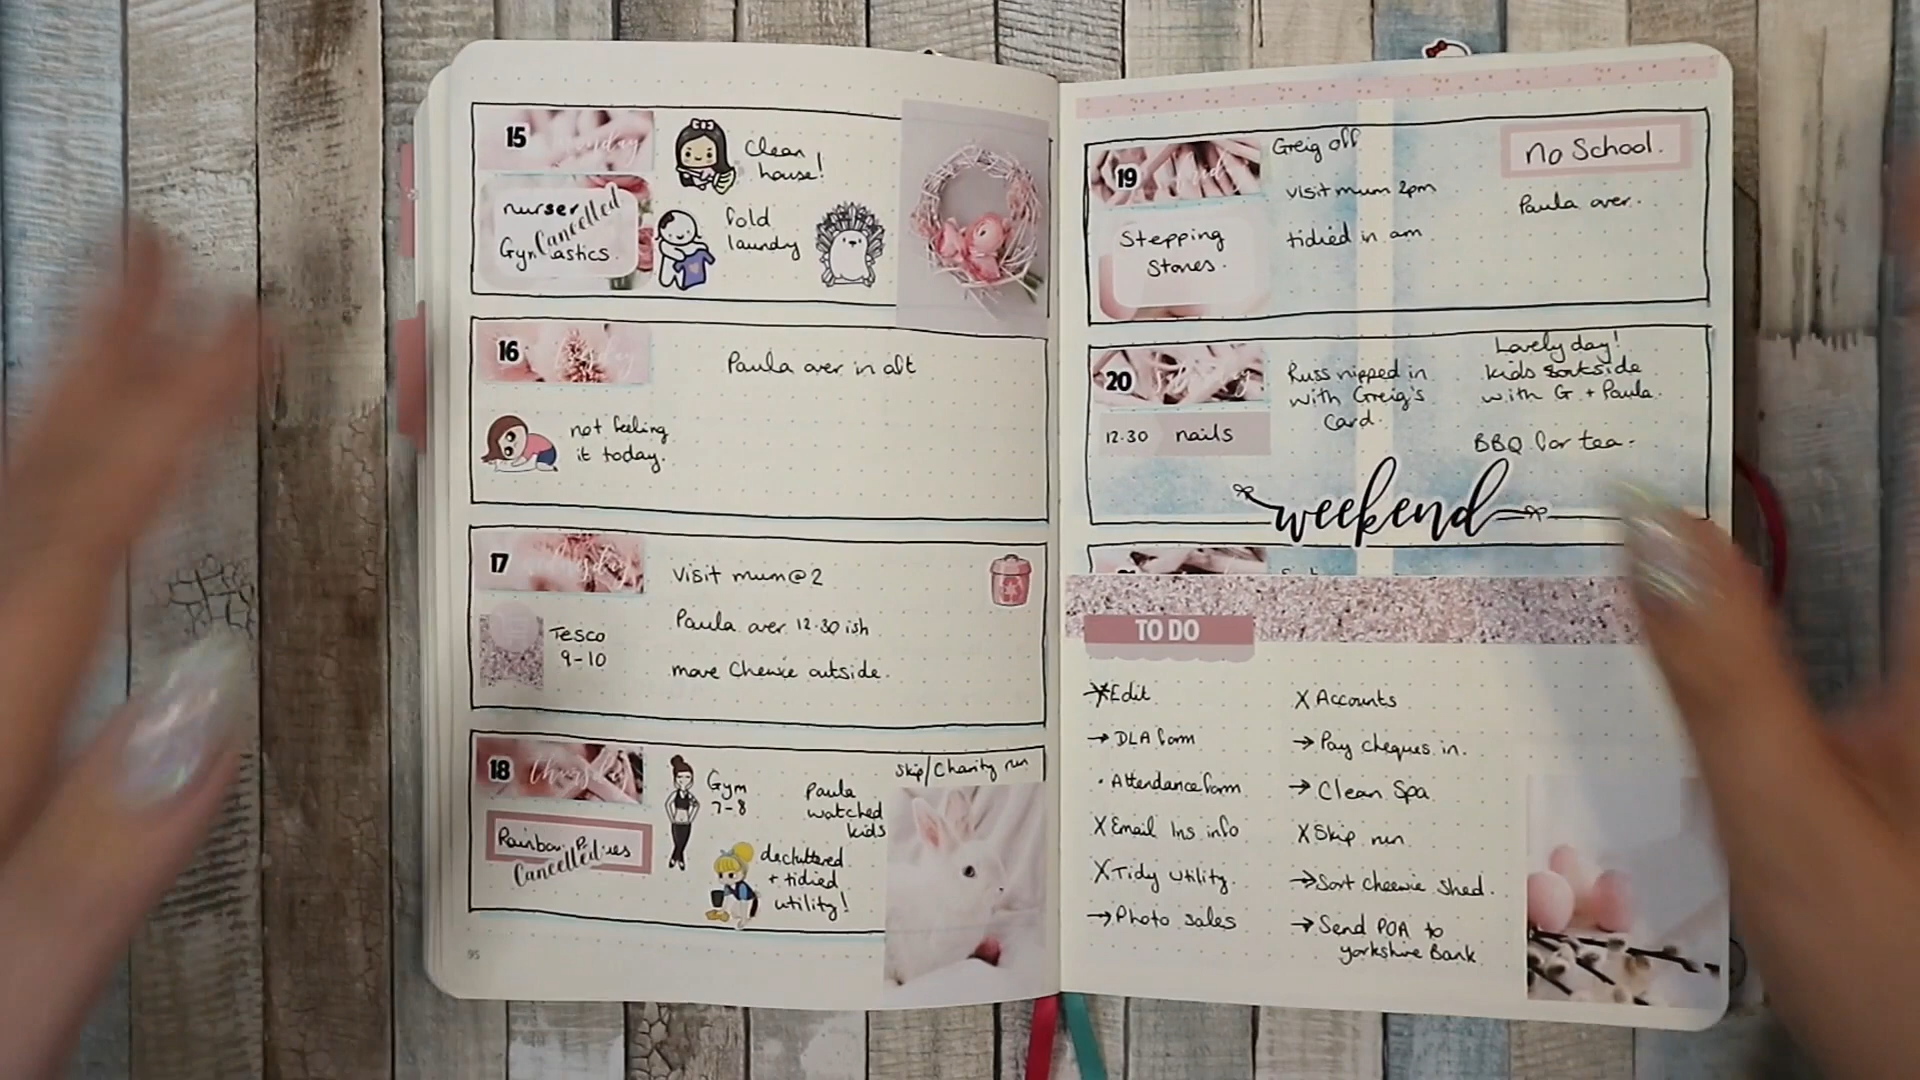 15
Clean
house!
nursery
Cancelled
Gymnastics.
fold
laundry
16
Paula over in aft
not feeling
it today.
17
Visit mum@2
Tesco
9-10
Paula over 12.30 ish
move Chewie outside.
18 Thursday
Gym
7-8
Paula
watched
kids
Skip/Charity run
Cancelled
decluttered
+ tidied
utility!
95
19
Greig off
No School.
Visit mum 2pm
Paula over.
tidied in am
Stepping
Stones.
20
Russ nipped in
with Greig's
Card.
Lovely day!
kids outside
with G + Paula.
12.30 nails
BBQ for tea.
weekend
TO DO
X Edit
→ DLA form
· Attendance form
X Email Ins info
X Tidy Utility.
→ Photo Sales
X Accounts
→ Pay cheques in.
→ Clean Spa
X Skip run
→ Sort Chewie Shed.
→ Send POA to
Yorkshire Bank